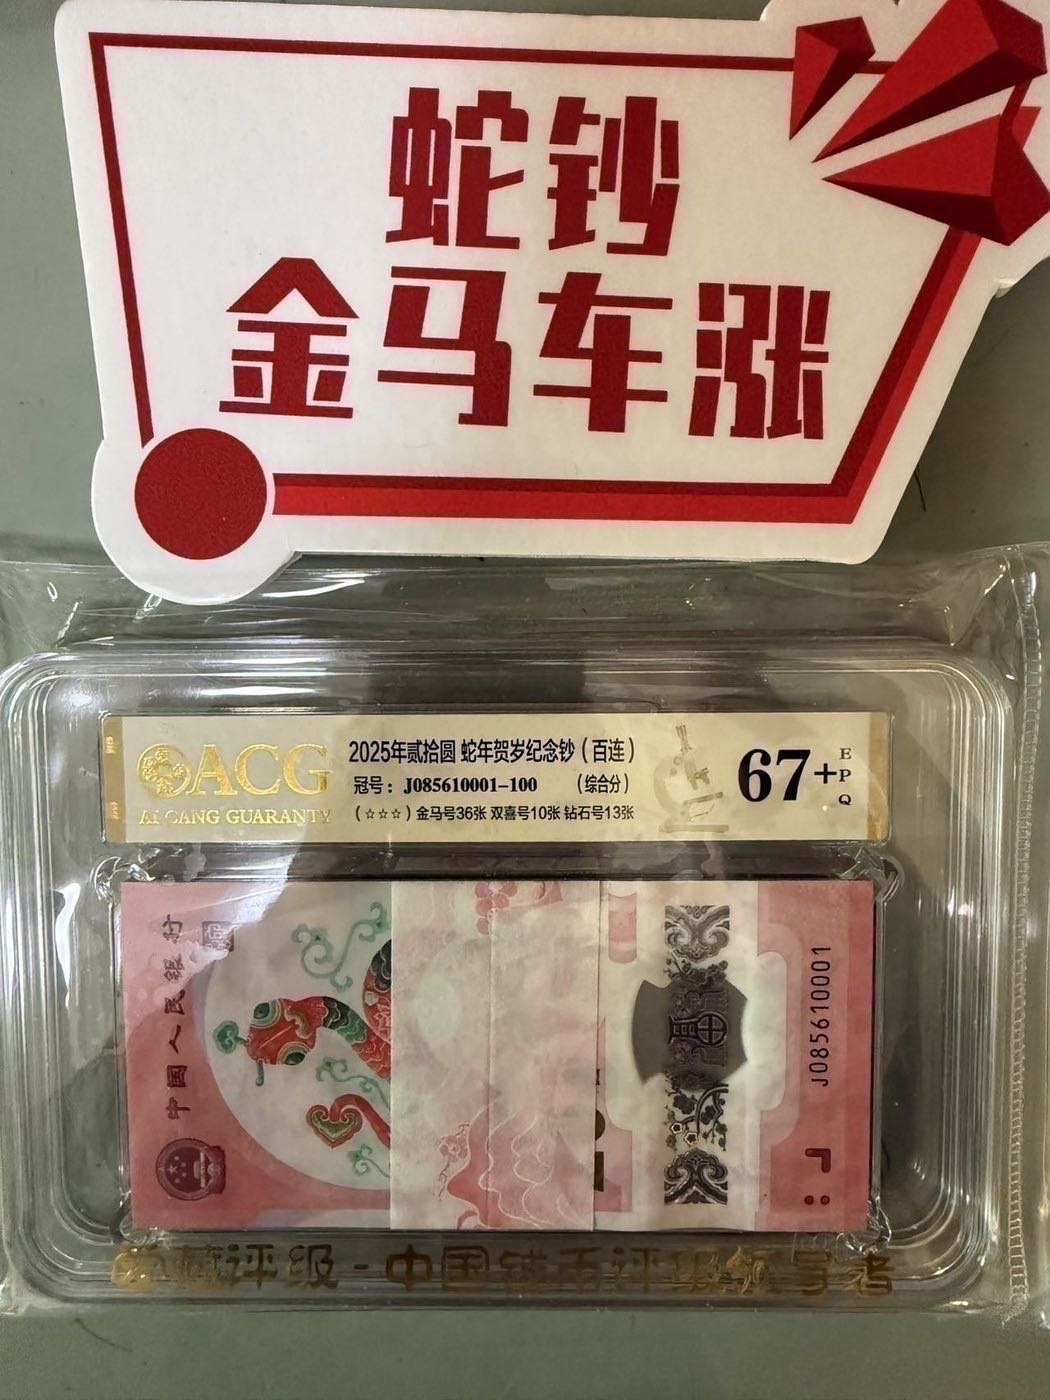 蛇钞
金马车涨
ACG
AI CANG GUARANTY
2025年贰拾圆 蛇年贺岁纪念钞(百连)
冠号：J085610001-100 (综合分)
(☆☆☆)金马号36张 双喜号10张 钻石号13张
67+
EPQ
中国人民银行
J085610001
爱藏评级-中国钱币评级领导者